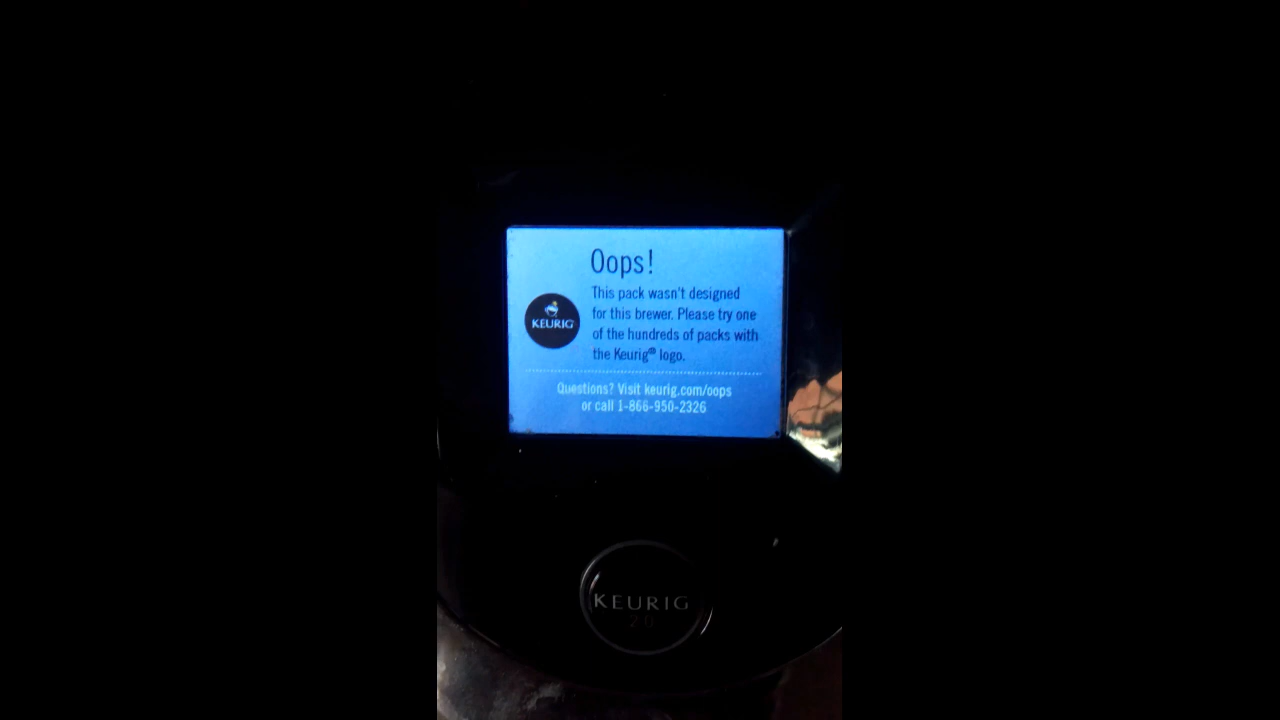 Oops!
This pack wasn't designed
for this brewer. Please try one
of the hundreds of packs with
the Keurig® logo.
KEURIG
Questions? Visit keurig.com/oops
or call 1-866-950-2326
KEURIG
2.0